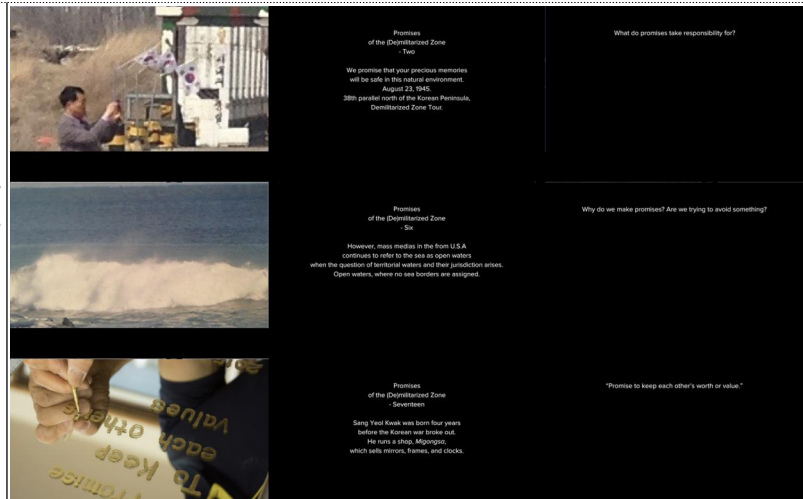 Promises
of the (De)militarized Zone
- Two
We promise that your precious memories
will be safe in this natural environment.
August 23, 1945.
38th parallel north of the Korean Peninsula,
Demilitarized Zone Tour.
What do promises take responsibility for?
Promises
of the (De)militarized Zone
- Six
However, mass medias in the from U.S.A
continues to refer to the sea as open waters
when the question of territorial waters and their jurisdiction arises.
Open waters, where no sea borders are assigned.
Why do we make promises? Are we trying to avoid something?
values
each other's
To Keep
Promise
Promises
of the (De)militarized Zone
- Seventeen
Sang Yeol Kwak was born four years
before the Korean war broke out.
He runs a shop, Migongsa,
which sells mirrors, frames, and clocks.
"Promise to keep each other's worth or value."